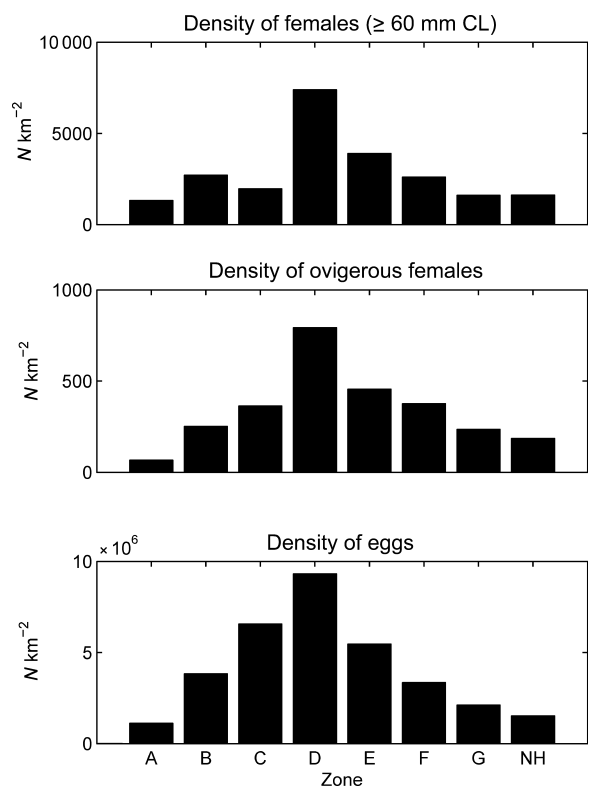 Density of females (≥ 60 mm CL)
10 000
5000
0
N km⁻²
Density of ovigerous females
1000
500
0
N km⁻²
× 10⁶
Density of eggs
10
5
0
N km⁻²
A B C D E F G NH
Zone